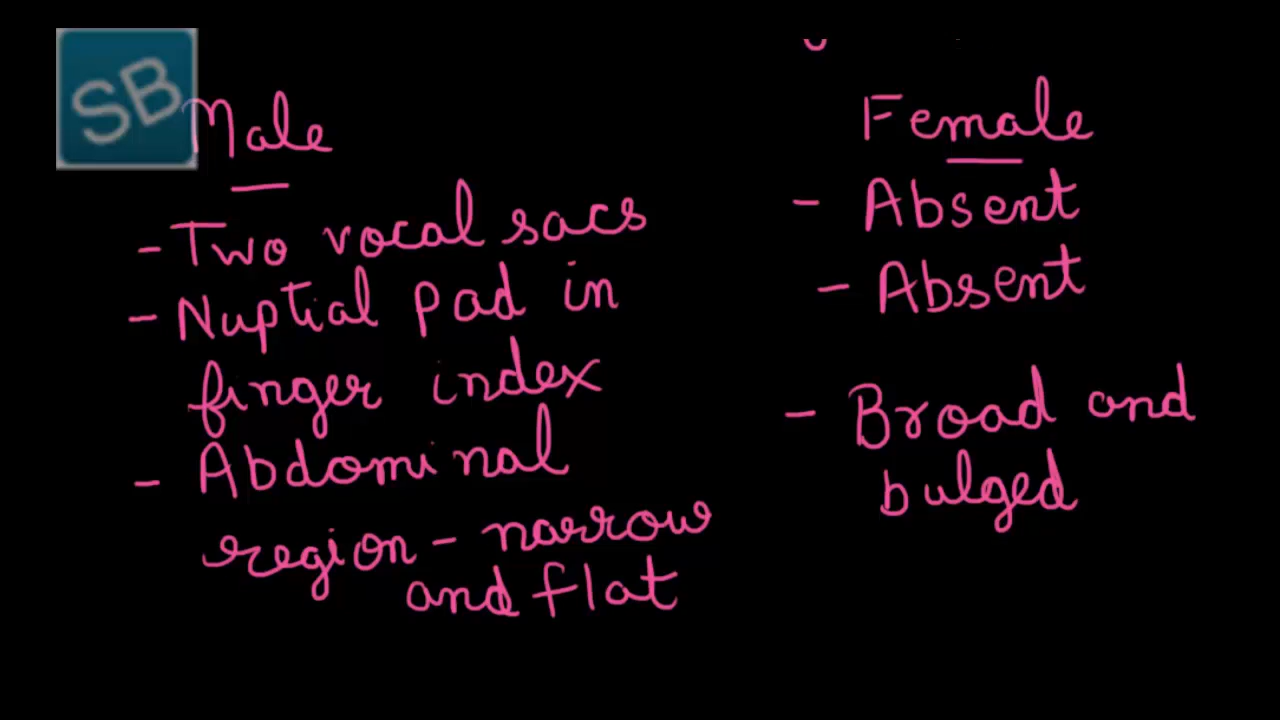 SB
Male
- Two vocal sacs
- Nuptial pad in
finger index
- Abdominal
region - narrow
and flat
Female
- Absent
- Absent
- Broad and
bulged